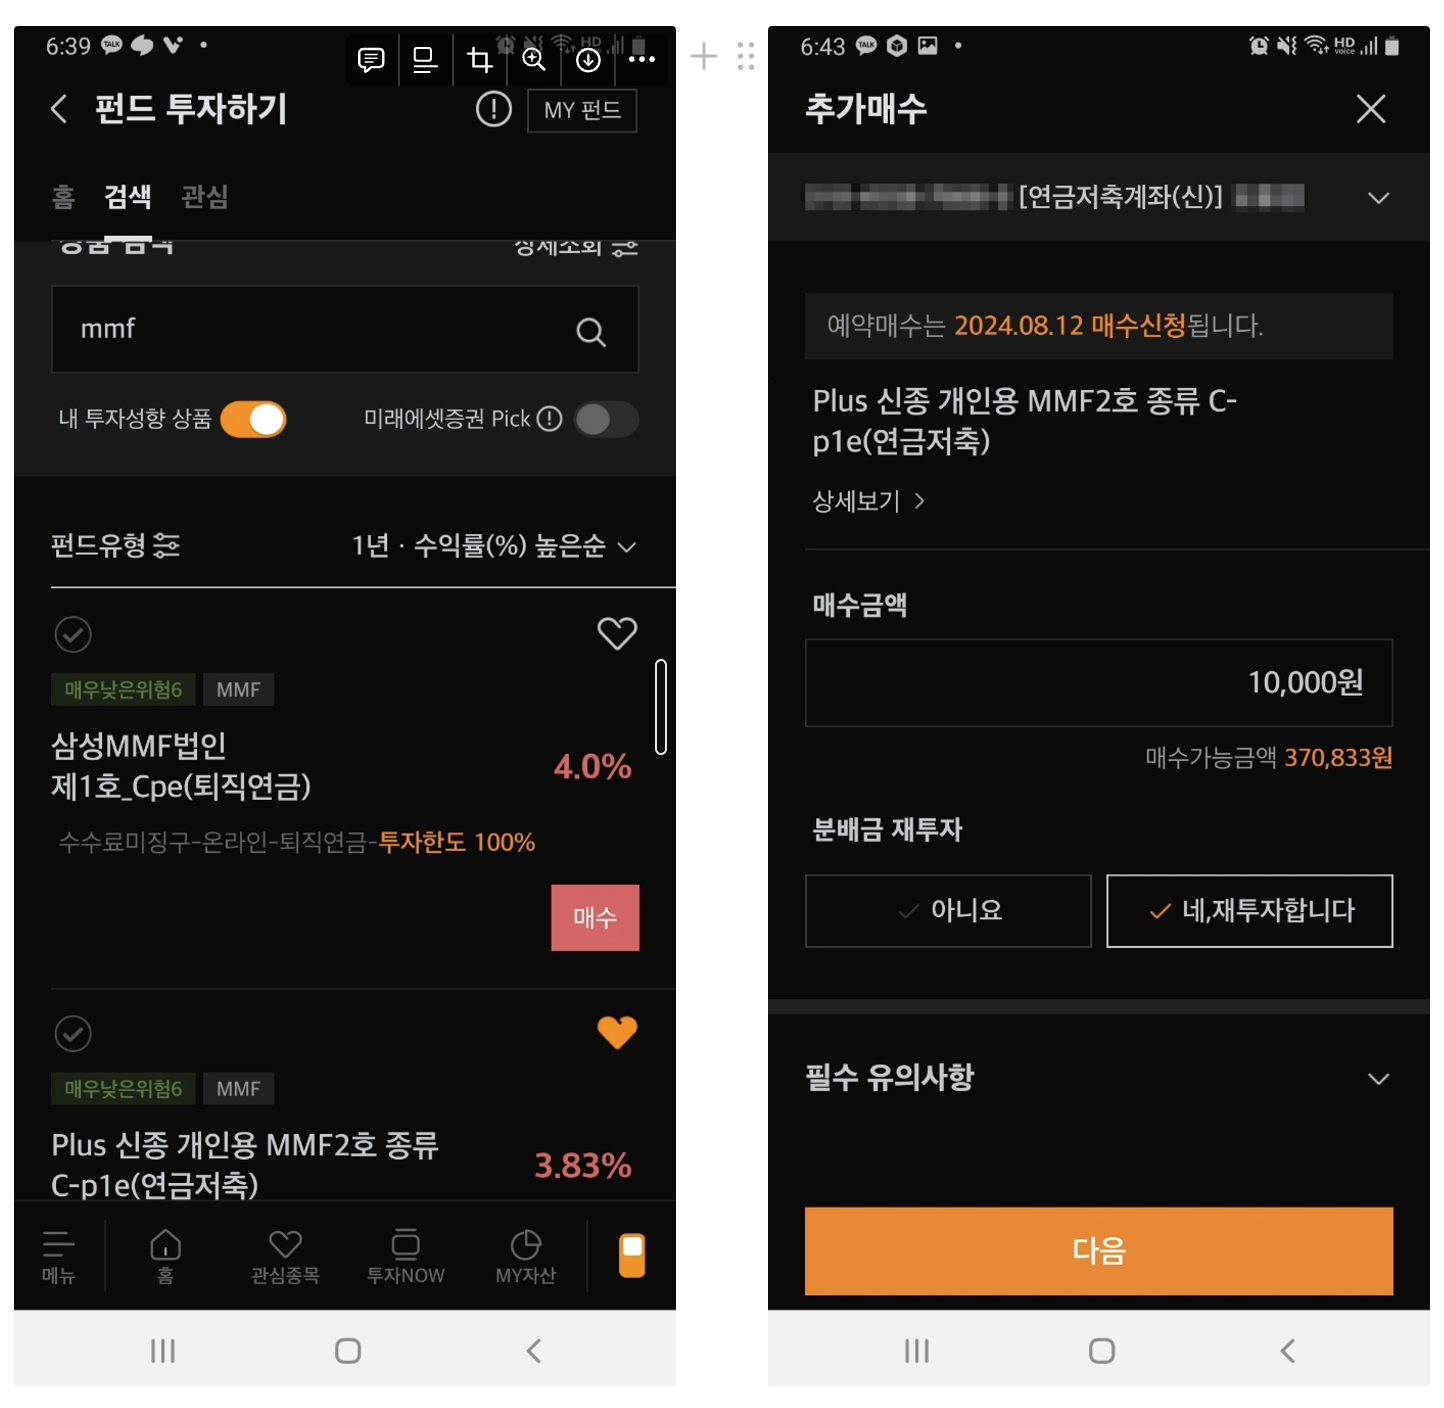 6:39
펀드 투자하기
MY 펀드
홈 검색 관심
상품 검색 상세조회
mmf
내 투자성향 상품 미래에셋증권 Pick
펀드유형 1년 · 수익률(%) 높은순
매우낮은위험6 MMF
삼성MMF법인
제1호_Cpe(퇴직연금)
4.0%
수수료미징구-온라인-퇴직연금-투자한도 100%
매수
매우낮은위험6 MMF
Plus 신종 개인용 MMF2호 종류
C-p1e(연금저축)
3.83%
메뉴 홈 관심종목 투자NOW MY자산
6:43 TALK HD voice
추가매수
[연금저축계좌(신)]
예약매수는 2024.08.12 매수신청됩니다.
Plus 신종 개인용 MMF2호 종류 C-
p1e(연금저축)
상세보기
매수금액
10,000원
매수가능금액 370,833원
분배금 재투자
아니요 네,재투자합니다
필수 유의사항
다음